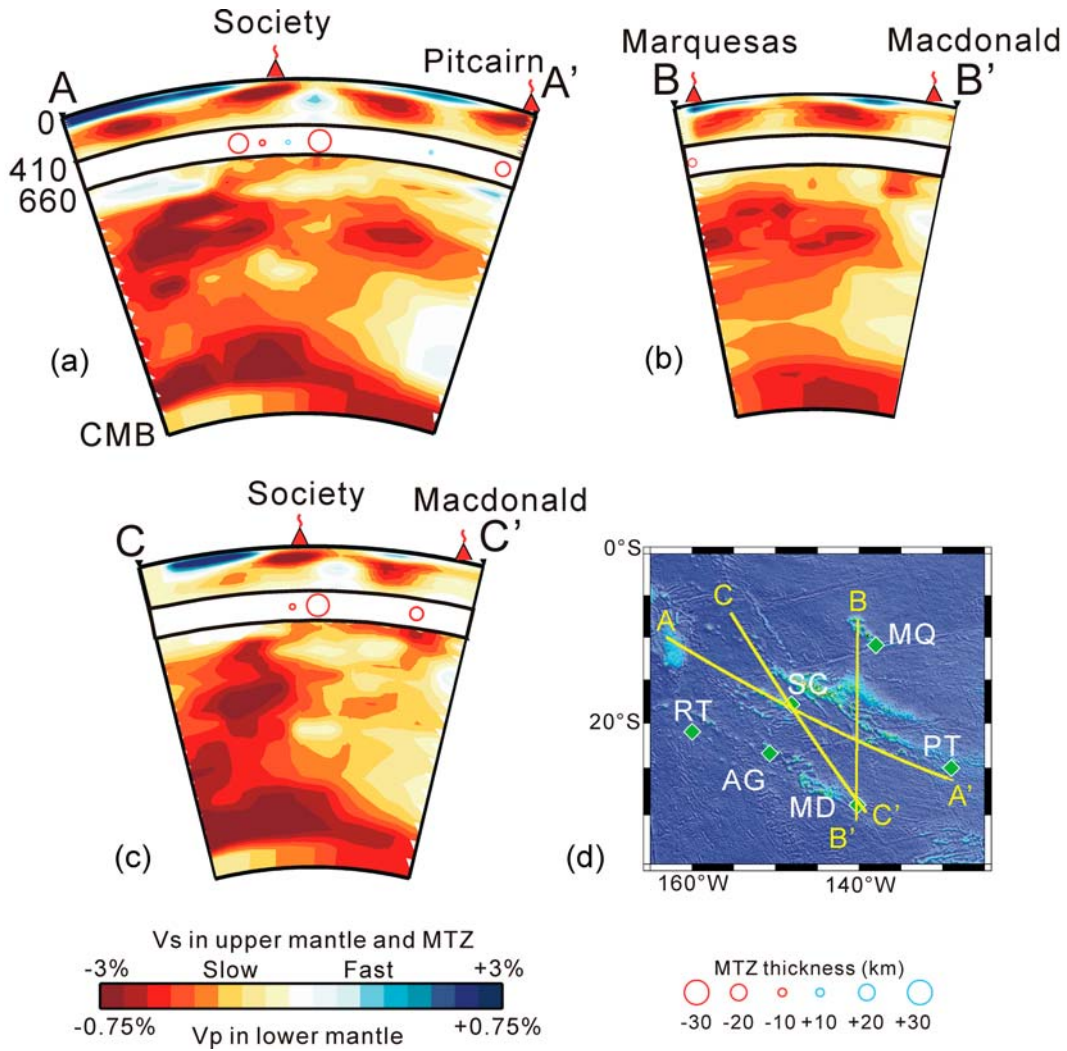 Society
Pitcairn
A
A'
0
410
660
(a)
CMB
Marquesas
Macdonald
B
B'
(b)
Society
Macdonald
C
C'
(c)
0°S
20°S
160°W
140°W
A
C
B
MQ
SC
RT
PT
AG
MD
A'
C'
B'
(d)
Vs in upper mantle and MTZ
-3% Slow Fast +3%
-0.75% Vp in lower mantle +0.75%
MTZ thickness (km)
-30 -20 -10 +10 +20 +30